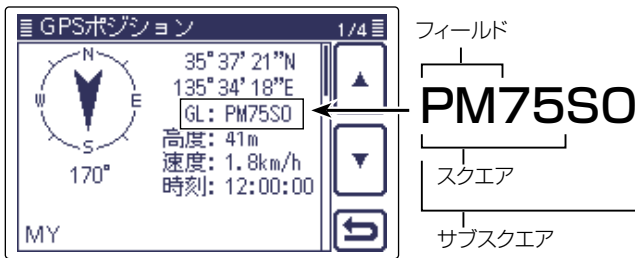 GPSポジション 1/4
N
W E
S
170°
35°37'21”N
135°34'18”E
GL: PM75SO
高度: 41m
速度: 1.8km/h
時刻: 12:00:00
MY
フィールド
PM75SO
スクエア
サブスクエア